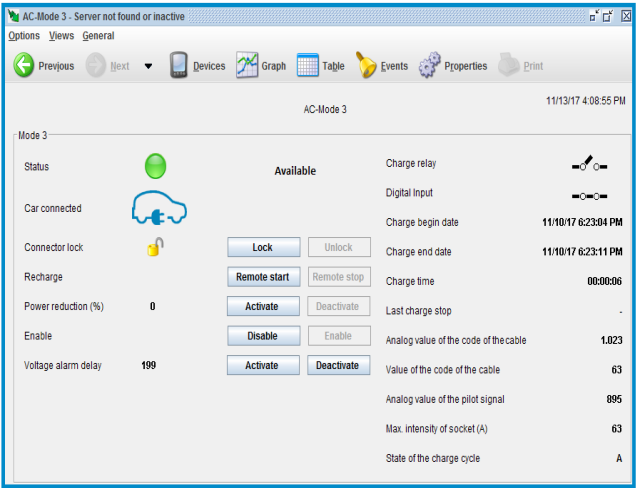 AC-Mode 3 - Server not found or inactive
Options Views General
Previous Next Devices Graph Table Events Properties Print
AC-Mode 3
11/13/17 4:08:55 PM
Mode 3
Status Available
Car connected
Connector lock Lock Unlock
Recharge Remote start Remote stop
Power reduction (%) 0 Activate Deactivate
Enable Disable Enable
Voltage alarm delay 199 Activate Deactivate
Charge relay
Digital Input
Charge begin date 11/10/17 6:23:04 PM
Charge end date 11/10/17 6:23:11 PM
Charge time 00:00:06
Last charge stop -
Analog value of the code of thecable 1.023
Value of the code of the cable 63
Analog value of the pilot signal 895
Max. intensity of socket (A) 63
State of the charge cycle A